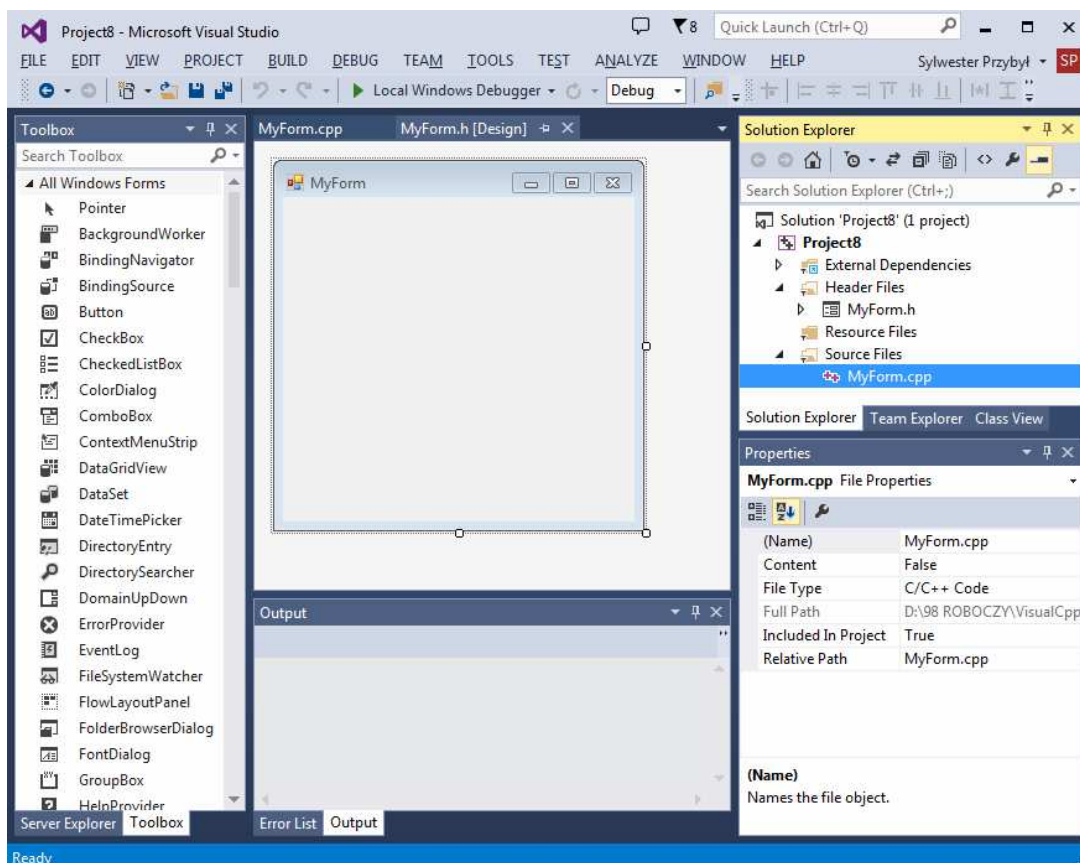 Project8 - Microsoft Visual Studio
8
Quick Launch (Ctrl+Q)
FILE EDIT VIEW PROJECT BUILD DEBUG TEAM TOOLS TEST ANALYZE WINDOW HELP
Sylwester Przybył
SP
Local Windows Debugger
Debug
Toolbox
Search Toolbox
All Windows Forms
Pointer
BackgroundWorker
BindingNavigator
BindingSource
Button
CheckBox
CheckedListBox
ColorDialog
ComboBox
ContextMenuStrip
DataGridView
DataSet
DateTimePicker
DirectoryEntry
DirectorySearcher
DomainUpDown
ErrorProvider
EventLog
FileSystemWatcher
FlowLayoutPanel
FolderBrowserDialog
FontDialog
GroupBox
HelpProvider
Server Explorer Toolbox
MyForm.cpp
MyForm.h [Design]
MyForm
Output
Error List Output
Solution Explorer
Search Solution Explorer (Ctrl+;)
Solution 'Project8' (1 project)
Project8
External Dependencies
Header Files
MyForm.h
Resource Files
Source Files
MyForm.cpp
Solution Explorer Team Explorer Class View
Properties
MyForm.cpp File Properties
(Name) MyForm.cpp
Content False
File Type C/C++ Code
Full Path D:\98 ROBOCZY\VisualCpp
Included In Project True
Relative Path MyForm.cpp
(Name)
Names the file object.
Ready